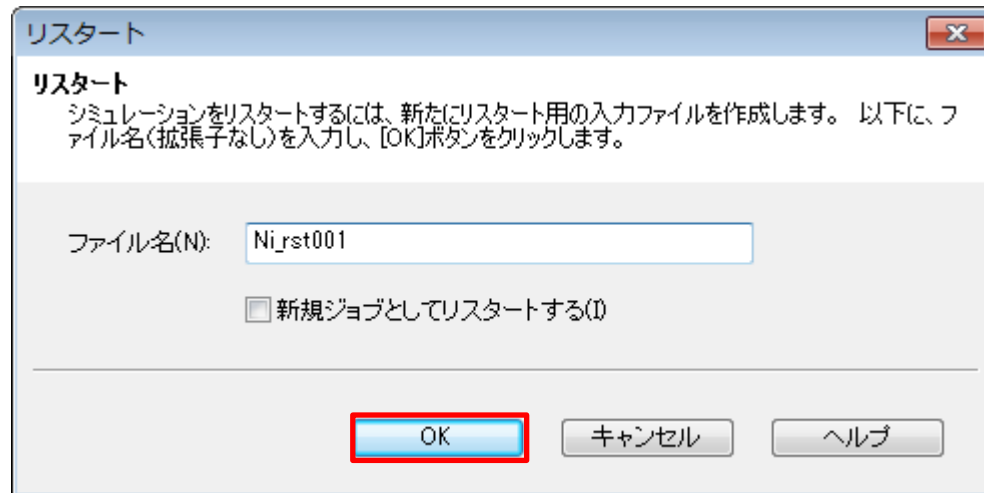 リスタート
リスタート
シミュレーションをリスタートするには、新たにリスタート用の入力ファイルを作成します。 以下に、フ
ァイル名(拡張子なし)を入力し、[OK]ボタンをクリックします。
ファイル名(N): Ni_rst001
新規ジョブとしてリスタートする(I)
OK キャンセル ヘルプ